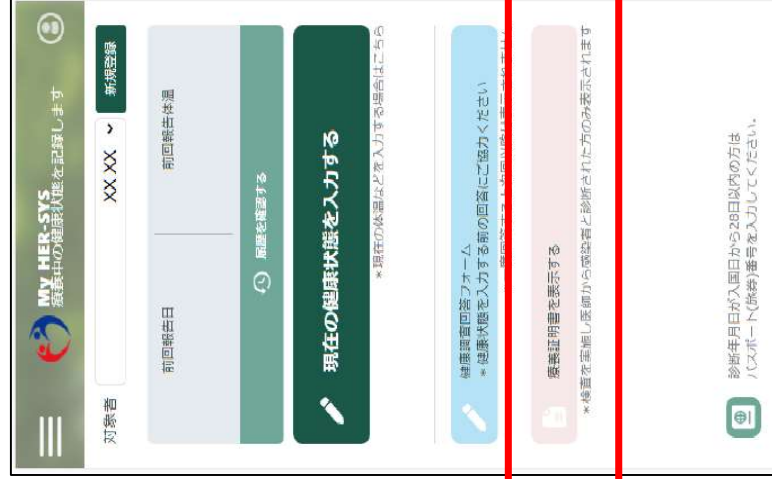 My HER-SYS
療養中の健康状態を記録します
対象者
XX XX
新規登録
前回報告日
前回報告体温
履歴を確認する
現在の健康状態を入力する
*現在の体温などを入力する場合はこちら
健康調査回答フォーム
*健康状態を入力する前の回答にご協力ください
療養証明書を表示する
*検査を実施し医師から感染者と診断された方のみ表示されます
診断年月日が入国日から28日以内の方は
パスポート(旅券)番号を入力してください。